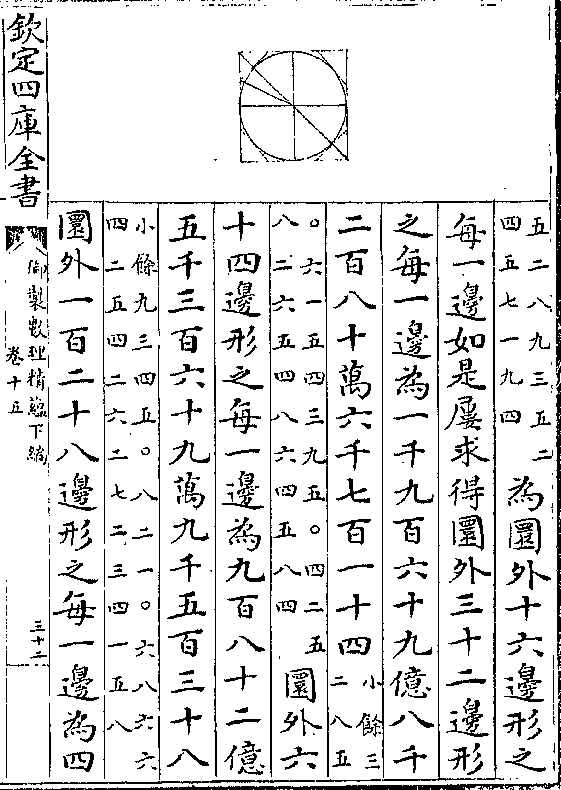 五二八九三五二
四五七一九四
為圜外十六邊形之
每一邊如是屢求得圜外三十二邊形
之每一邊為一千九百六十九億八千
二百八十萬六千七百一十四
小餘三
二八五
〇六一五四三九五〇四二五
八二六五四八六四五八四
圜外六
十四邊形之每一邊為九百八十二億
五千三百六十九萬九千五百三十八
小餘九三四五〇八二一〇六八六六
四二五四二六二七二三四一五八
圜外一百二十八邊形之每一邊為四
欽定四庫全書
御製數理精蘊下編
卷十五
三十二